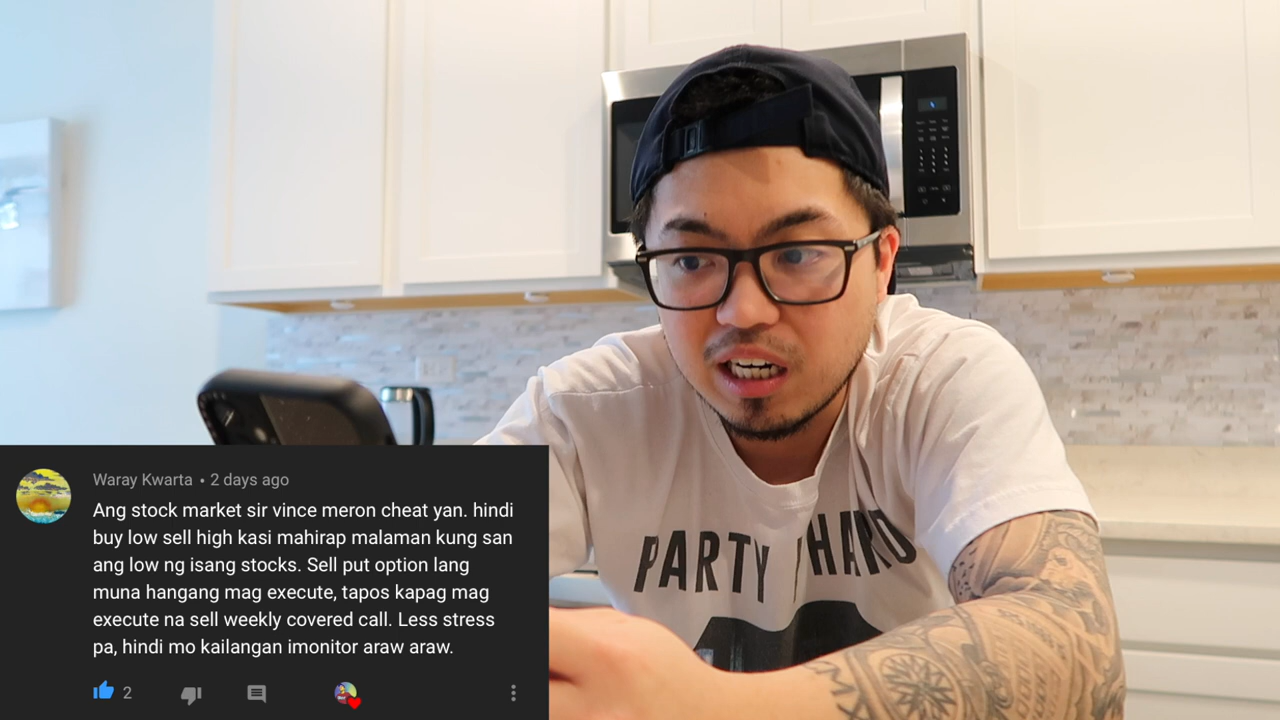 PARTY HARD
Waray Kwarta • 2 days ago
Ang stock market sir vince meron cheat yan. hindi
buy low sell high kasi mahirap malaman kung san
ang low ng isang stocks. Sell put option lang
muna hangang mag execute, tapos kapag mag
execute na sell weekly covered call. Less stress
pa, hindi mo kailangan imonitor araw araw.
2